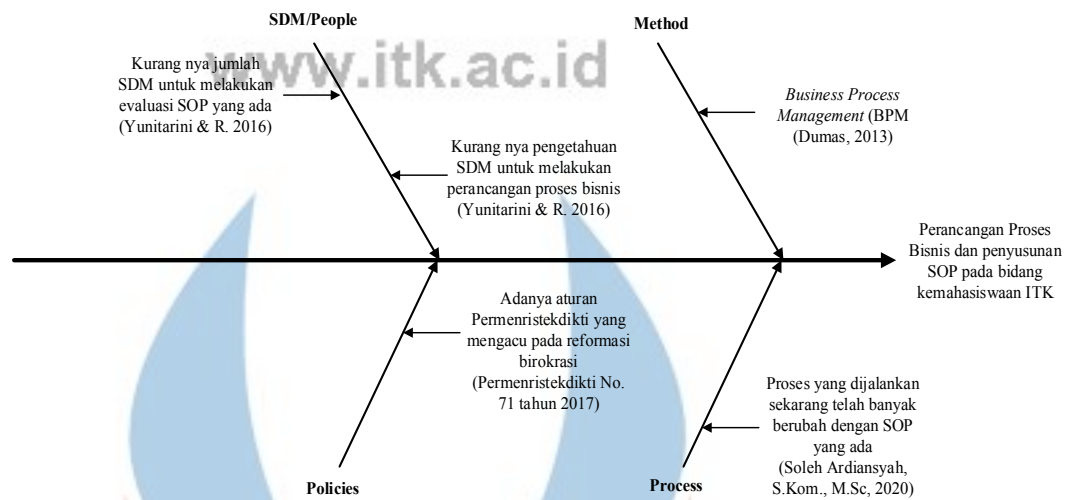 SDM/People
Method
www.itk.ac.id
Kurang nya jumlah
SDM untuk melakukan
evaluasi SOP yang ada
(Yunitarini & R. 2016)
Business Process
Management (BPM
(Dumas, 2013)
Kurang nya pengetahuan
SDM untuk melakukan
perancangan proses bisnis
(Yunitarini & R. 2016)
Perancangan Proses
Bisnis dan penyusunan
SOP pada bidang
kemahasiswaan ITK
Adanya aturan
Permenristekdikti yang
mengacu pada reformasi
birokrasi
(Permenristekdikti No.
71 tahun 2017)
Proses yang dijalankan
sekarang telah banyak
berubah dengan SOP
yang ada
(Soleh Ardiansyah,
S.Kom., M.Sc, 2020)
Policies
Process